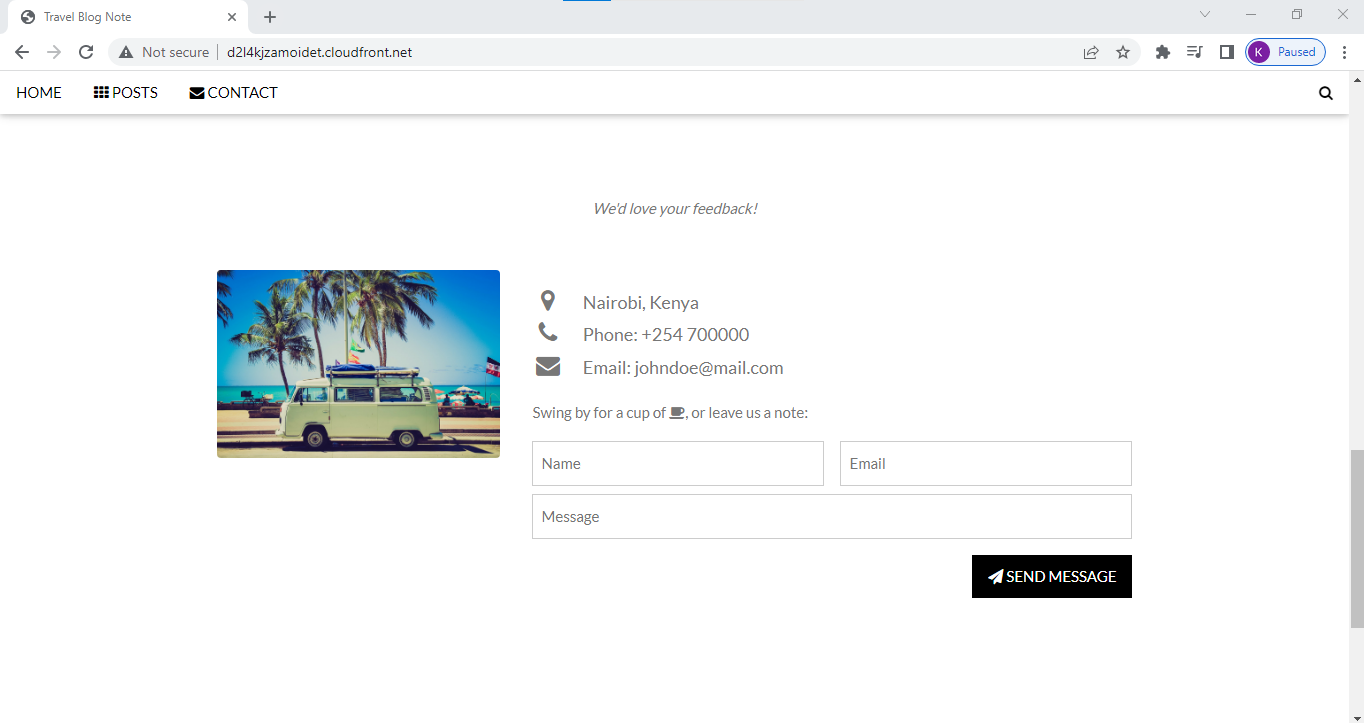 Travel Blog Note
Not secure d2l4kjzamoidet.cloudfront.net K Paused
HOME POSTS CONTACT
We'd love your feedback!
Nairobi, Kenya
Phone: +254 700000
Email: johndoe@mail.com
Swing by for a cup of , or leave us a note:
Name Email
Message
SEND MESSAGE